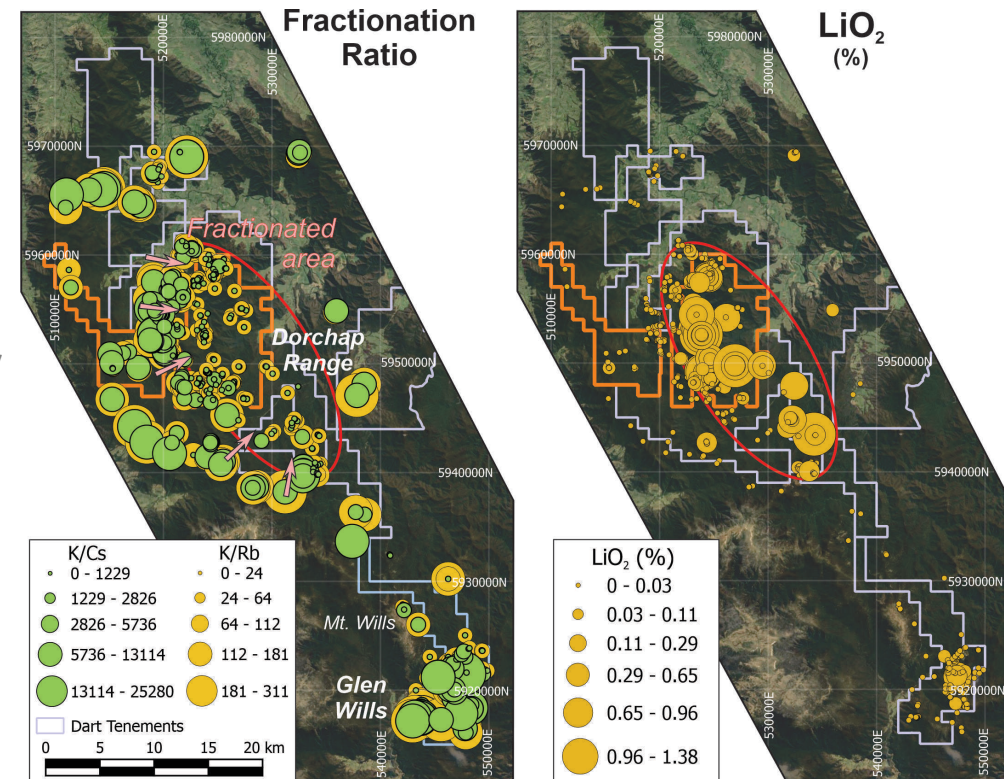 Fractionation
Ratio
5980000N
520000E
530000E
5970000N
Fractionated
area
5960000N
510000E
Dorchap
Range
5950000N
5940000N
5930000N
Mt. Wills
Glen
Wills
5920000N
540000E
550000E
K/Cs
K/Rb
0 - 1229
0 - 24
1229 - 2826
24 - 64
2826 - 5736
64 - 112
5736 - 13114
112 - 181
13114 - 25280
181 - 311
Dart Tenements
0 5 10 15 20 km
LiO₂
(%)
5980000N
520000E
530000E
5970000N
5960000N
510000E
5950000N
5940000N
5930000N
5920000N
530000E
540000E
550000E
LiO₂ (%)
0 - 0.03
0.03 - 0.11
0.11 - 0.29
0.29 - 0.65
0.65 - 0.96
0.96 - 1.38